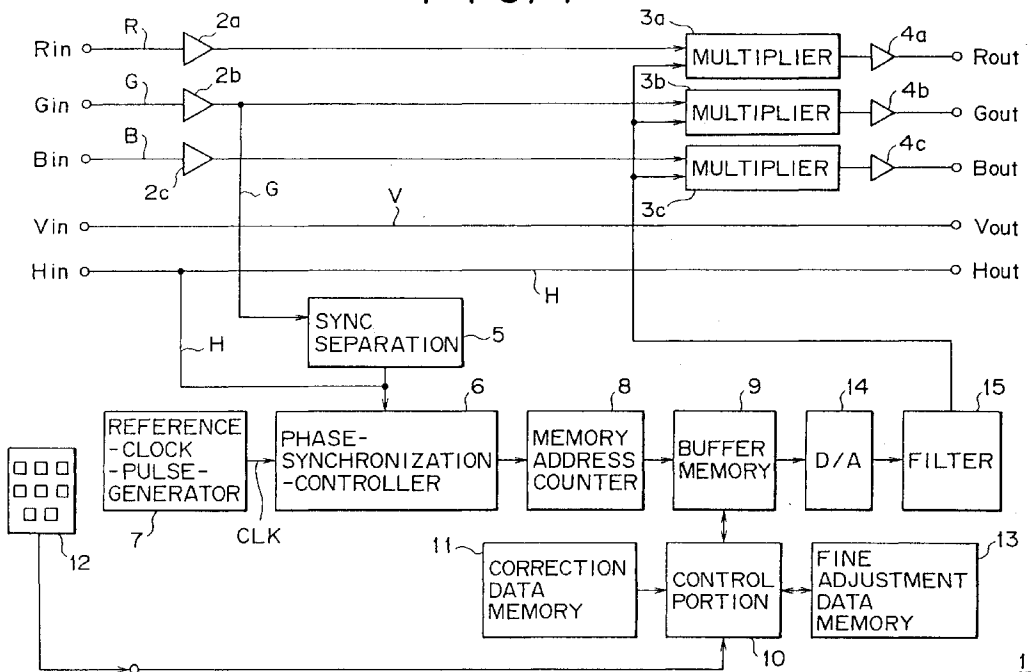 R 2a 3a 4a
Rin MULTIPLIER Rout
G 2b 3b 4b
Gin MULTIPLIER Gout
B 4c
Bin MULTIPLIER Bout
2c G 3c
V
Vin Vout
Hin Hout
H
SYNC
SEPARATION
5
H
6 8 9 14 15
REFERENCE
-CLOCK
-PULSE-
GENERATOR
PHASE-
SYNCHRONIZATION
-CONTROLLER
MEMORY
ADDRESS
COUNTER
BUFFER
MEMORY
D/A
FILTER
7 CLK
12
11 13
CORRECTION
DATA
MEMORY
CONTROL
PORTION
FINE
ADJUSTMENT
DATA
MEMORY
10